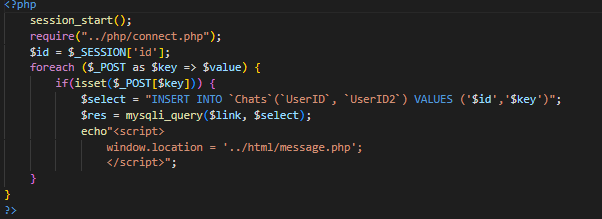 <?php
session_start();
require("../php/connect.php");
$id = $_SESSION['id'];
foreach ($_POST as $key => $value) {
if(isset($_POST[$key])) {
$select = "INSERT INTO `Chats`(`UserID`, `UserID2`) VALUES ('$id','$key')";
$res = mysqli_query($link, $select);
echo"<script>
window.location = '../html/message.php';
</script>";
}
}
?>